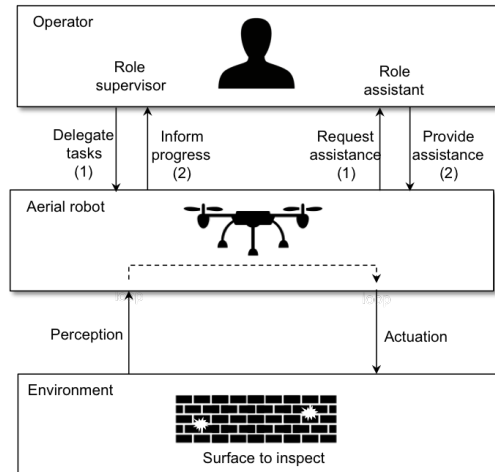 Operator
Role
supervisor
Role
assistant
Delegate
tasks
(1)
Inform
progress
(2)
Request
assistance
(1)
Provide
assistance
(2)
Aerial robot
Perception
Actuation
Environment
Surface to inspect